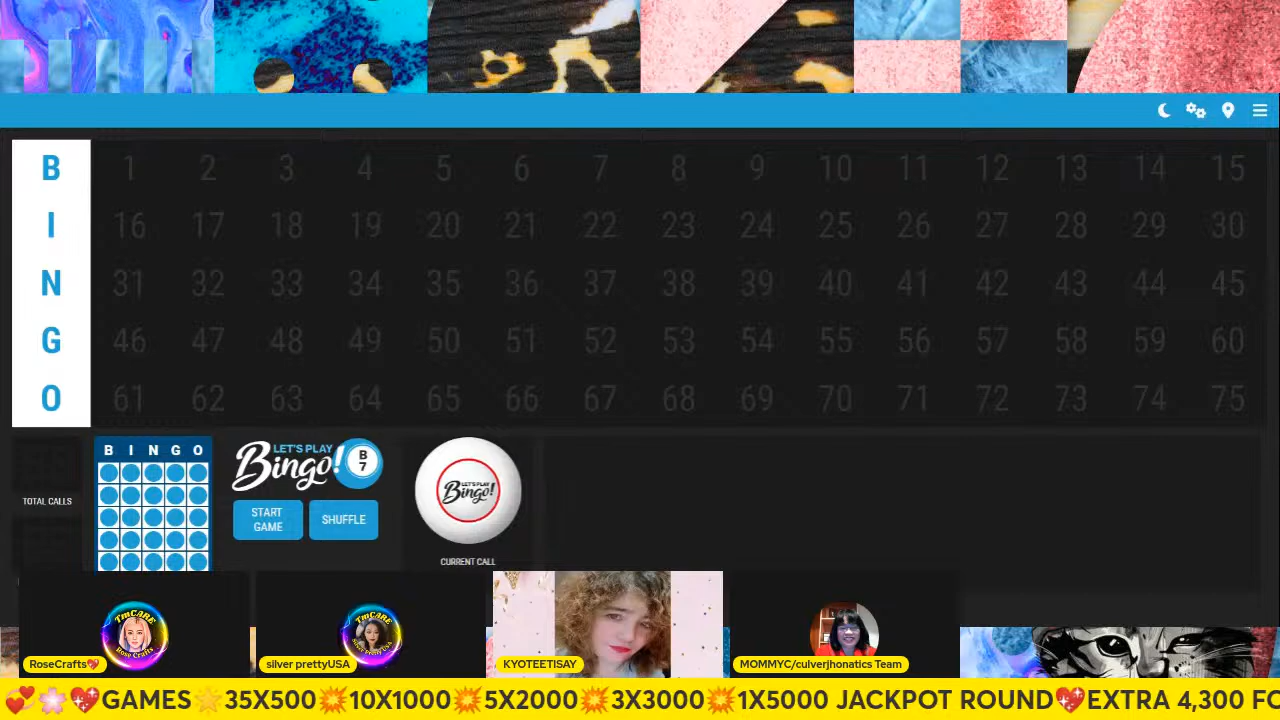 B 1 2 3 4 5 6 7 8 9 10 11 12 13 14 15
I 16 17 18 19 20 21 22 23 24 25 26 27 28 29 30
N 31 32 33 34 35 36 37 38 39 40 41 42 43 44 45
G 46 47 48 49 50 51 52 53 54 55 56 57 58 59 60
O 61 62 63 64 65 66 67 68 69 70 71 72 73 74 75
TOTAL CALLS
B I N G O
LET'S PLAY
Bingo!
B
7
START
GAME
SHUFFLE
LET'S PLAY
Bingo!
CURRENT CALL
TmCARE
Rose Crafts
RoseCrafts💖
TmCARE
silver prettyUSA
KYOTEETISAY
MOMMYC/culverjhonatics Team
💞🌸💖GAMES🌟35X500💥10X1000💥5X2000💥3X3000💥1X5000 JACKPOT ROUND💖EXTRA 4,300 FO